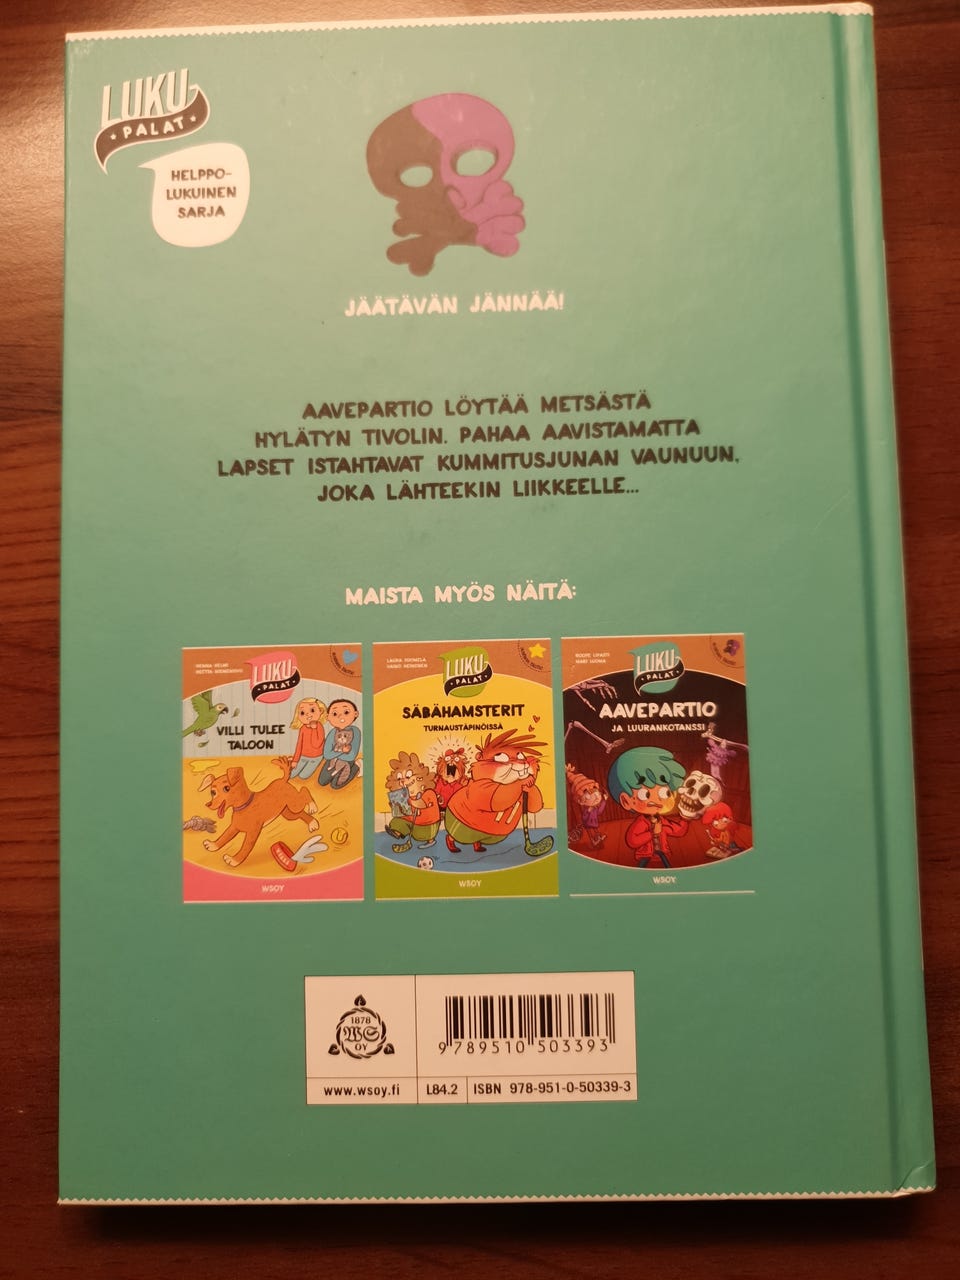 LUKU-
PALAT
HELPPO-
LUKUINEN
SARJA
JÄÄTÄVÄN JÄNNÄÄ!
AAVEPARTIO LÖYTÄÄ METSÄSTÄ
HYLÄTYN TIVOLIN. PAHAA AAVISTAMATTA
LAPSET ISTAHTAVAT KUMMITUSJUNAN VAUNUUN,
JOKA LÄHTEEKIN LIIKKEELLE...
MAISTA MYÖS NÄITÄ:
LUKU-
PALAT
VILLI TULEE
TALOON
WSOY
LUKU-
PALAT
SÄBÄHAMSTERIT
TURNAUSTÄPINÖISSÄ
WSOY
LUKU-
PALAT
AAVEPARTIO
JA LUURANKOTANSSI
WSOY
1878
WS
OY
9 789510 503393
www.wsoy.fi
L84.2
ISBN 978-951-0-50339-3